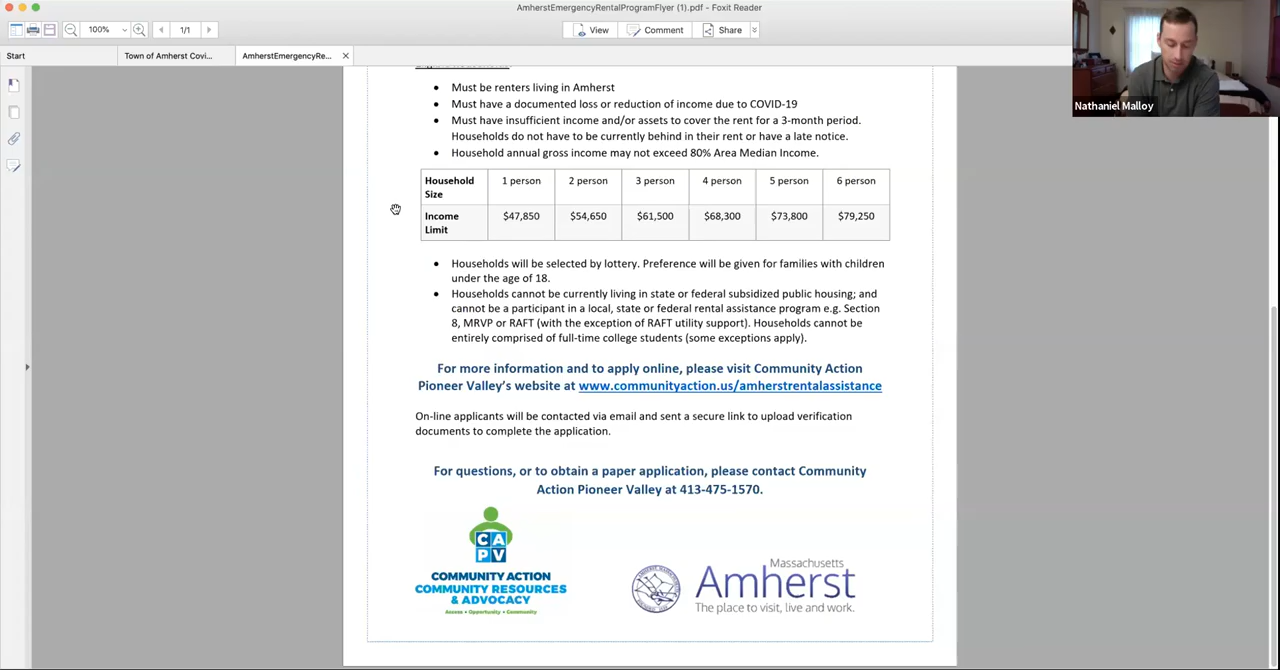 AmherstEmergencyRentalProgramFlyer (1).pdf - Foxit Reader
100%
1/1
View
Comment
Share
Start
Town of Amherst Covi...
AmherstEmergencyRe...
Nathaniel Malloy
• Must be renters living in Amherst
• Must have a documented loss or reduction of income due to COVID-19
• Must have insufficient income and/or assets to cover the rent for a 3-month period.
Households do not have to be currently behind in their rent or have a late notice.
• Household annual gross income may not exceed 80% Area Median Income.
Household Size 1 person 2 person 3 person 4 person 5 person 6 person
Income Limit $47,850 $54,650 $61,500 $68,300 $73,800 $79,250
• Households will be selected by lottery. Preference will be given for families with children
under the age of 18.
• Households cannot be currently living in state or federal subsidized public housing; and
cannot be a participant in a local, state or federal rental assistance program e.g. Section
8, MRVP or RAFT (with the exception of RAFT utility support). Households cannot be
entirely comprised of full-time college students (some exceptions apply).
For more information and to apply online, please visit Community Action
Pioneer Valley's website at www.communityaction.us/amherstrentalassistance
On-line applicants will be contacted via email and sent a secure link to upload verification
documents to complete the application.
For questions, or to obtain a paper application, please contact Community
Action Pioneer Valley at 413-475-1570.
CA
PV
COMMUNITY ACTION
COMMUNITY RESOURCES
& ADVOCACY
Access • Opportunity • Community
Massachusetts
Amherst
The place to visit, live and work.